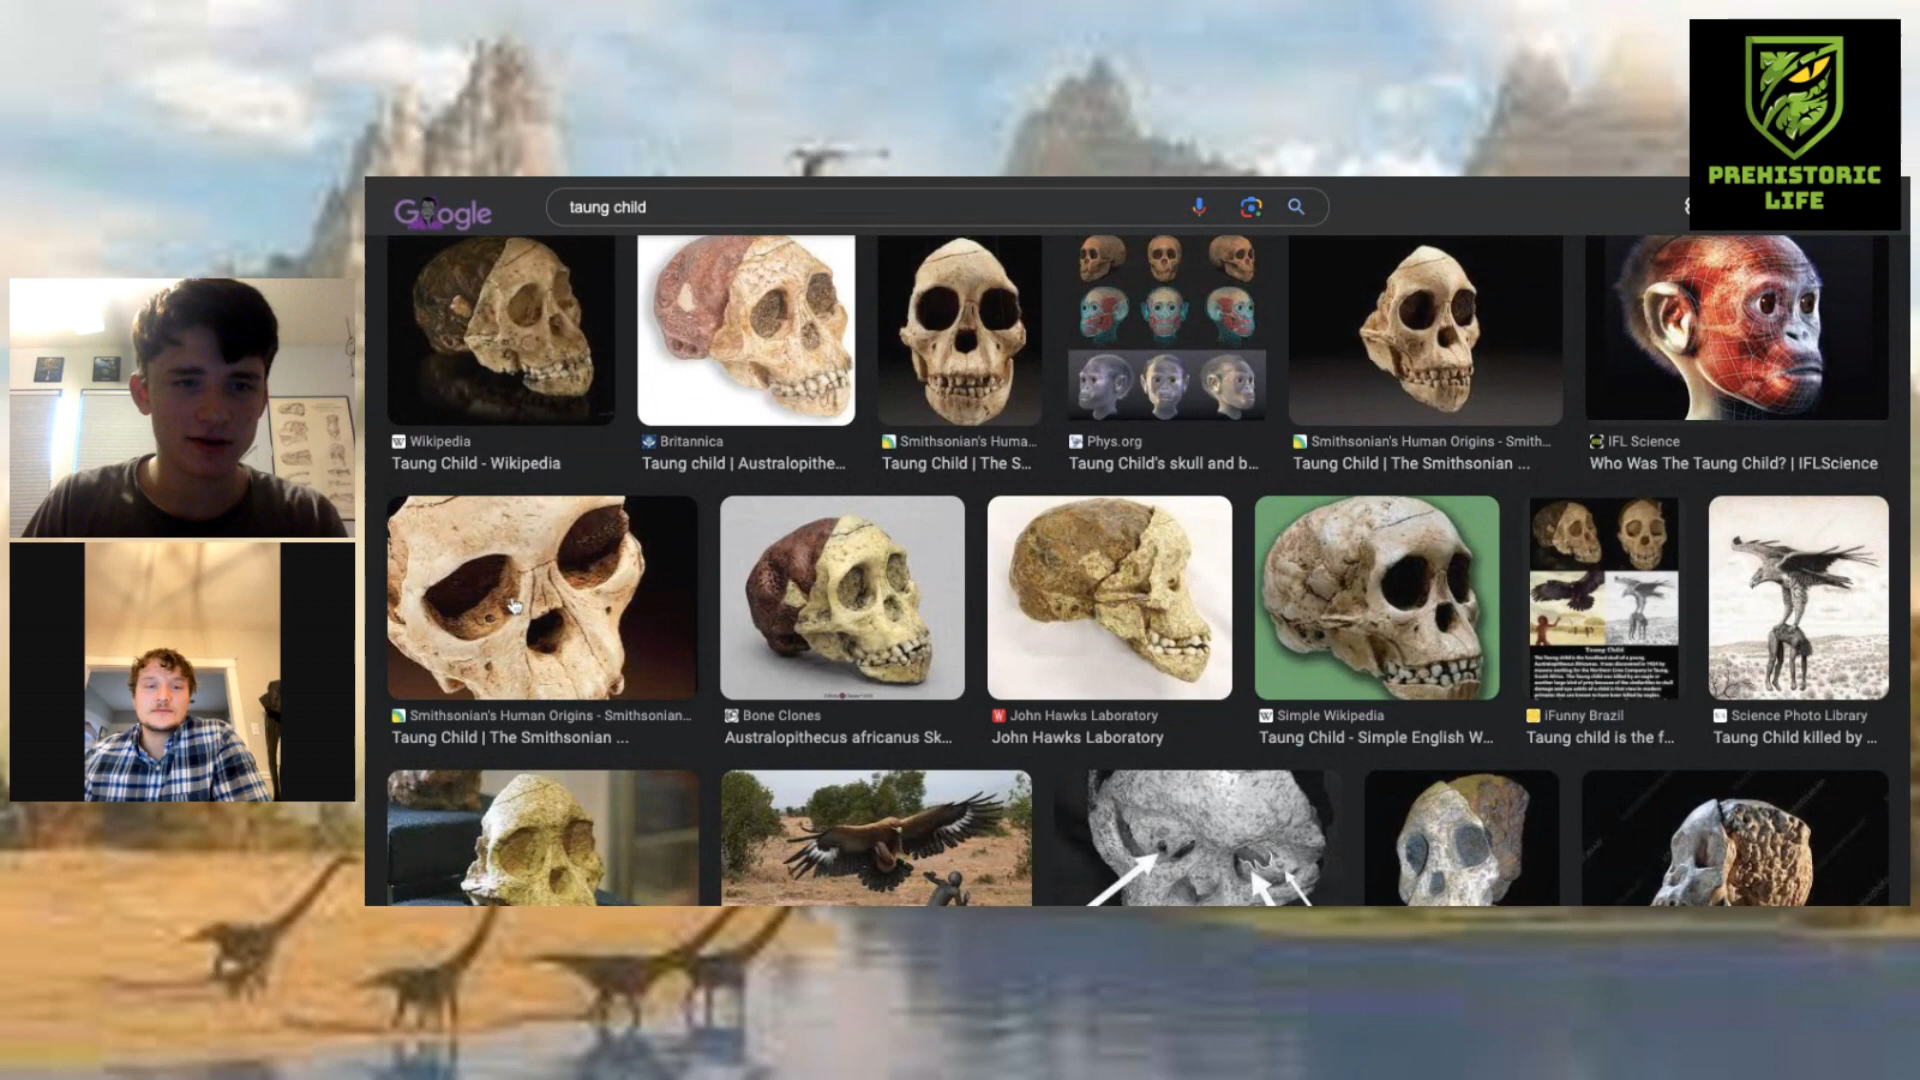 PREHISTORIC
LIFE
Google
taung child
Wikipedia
Taung Child - Wikipedia
Britannica
Taung child | Australopithe...
Smithsonian's Huma...
Taung Child | The S...
Phys.org
Taung Child's skull and b...
Smithsonian's Human Origins - Smith...
Taung Child | The Smithsonian ...
IFL Science
Who Was The Taung Child? | IFLScience
Taung Child
Smithsonian's Human Origins - Smithsonian...
Taung Child | The Smithsonian ...
Bone Clones
Australopithecus africanus Sk...
John Hawks Laboratory
John Hawks Laboratory
Simple Wikipedia
Taung Child - Simple English W...
iFunny Brazil
Taung child is the f...
Science Photo Library
Taung Child killed by ...